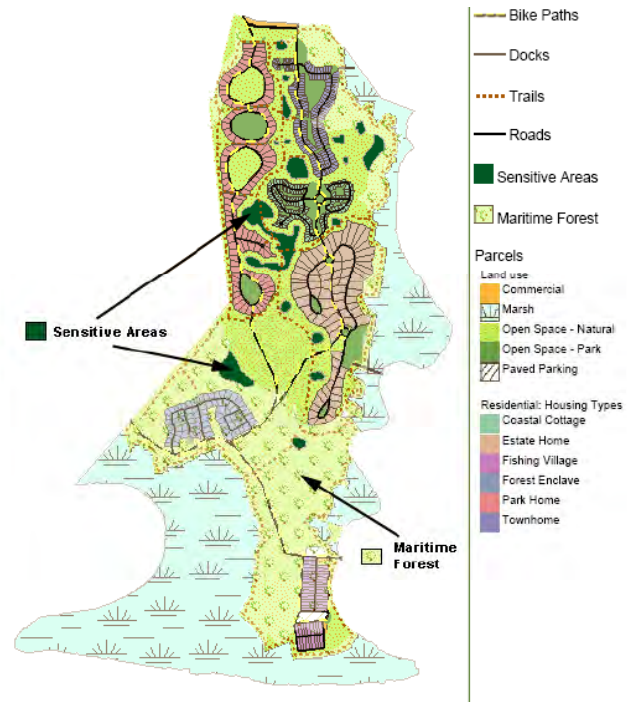 Bike Paths
Docks
Trails
Roads
Sensitive Areas
Maritime Forest
Parcels
Land use
Commercial
Marsh
Open Space - Natural
Open Space - Park
Paved Parking
Residential: Housing Types
Coastal Cottage
Estate Home
Fishing Village
Forest Enclave
Park Home
Townhome
Sensitive Areas
Maritime
Forest